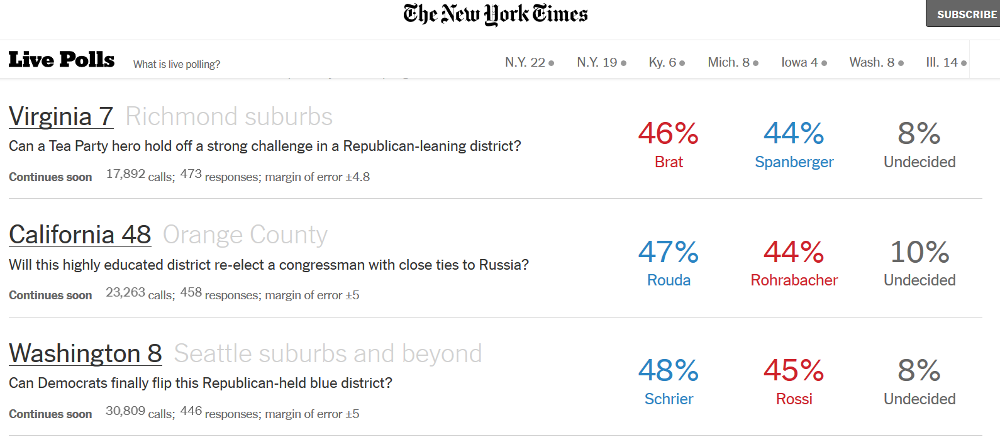 The New York Times
SUBSCRIBE
Live Polls What is live polling? N.Y. 22 N.Y. 19 Ky. 6 Mich. 8 Iowa 4 Wash. 8 Ill. 14
Virginia 7 Richmond suburbs
Can a Tea Party hero hold off a strong challenge in a Republican-leaning district?
Continues soon 17,892 calls; 473 responses; margin of error ±4.8
46% 44% 8%
Brat Spanberger Undecided
California 48 Orange County
Will this highly educated district re-elect a congressman with close ties to Russia?
Continues soon 23,263 calls; 458 responses; margin of error ±5
47% 44% 10%
Rouda Rohrabacher Undecided
Washington 8 Seattle suburbs and beyond
Can Democrats finally flip this Republican-held blue district?
Continues soon 30,809 calls; 446 responses; margin of error ±5
48% 45% 8%
Schrier Rossi Undecided